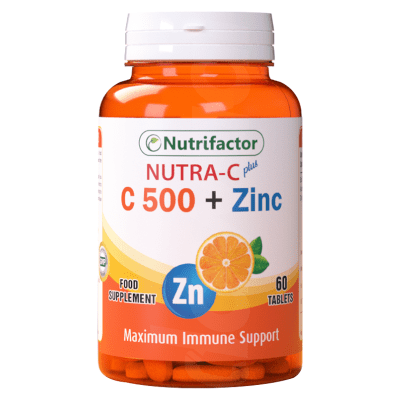 Nutrifactor
NUTRA-C plus
C 500 + Zinc
FOOD
SUPPLEMENT
Zn
60
TABLETS
Maximum Immune Support